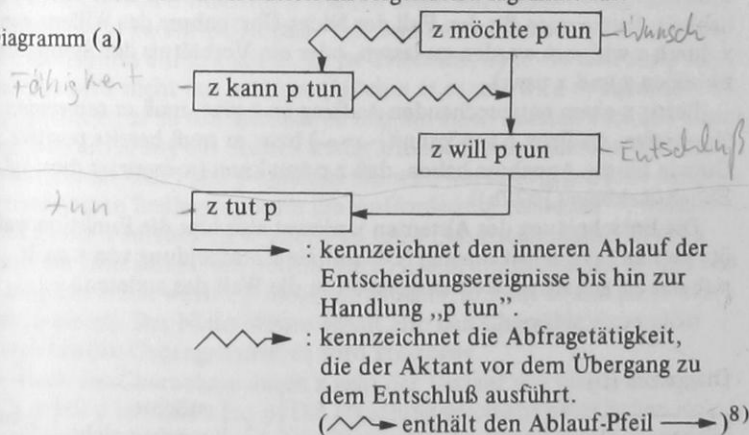 iagramm (a)
z möchte p tun Wunsch
Fähigkeit z kann p tun
z will p tun Entschluß
tun z tut p
: kennzeichnet den inneren Ablauf der
Entscheidungsereignisse bis hin zur
Handlung „p tun”.
: kennzeichnet die Abfragetätigkeit,
die der Aktant vor dem Übergang zu
dem Entschluß ausführt.
( enthält den Ablauf-Pfeil )8)